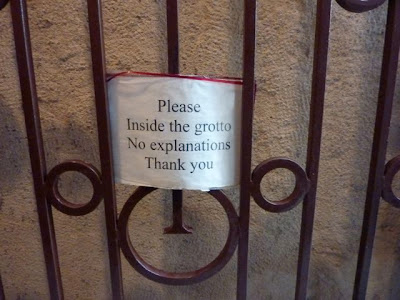 Please
Inside the grotto
No explanations
Thank you